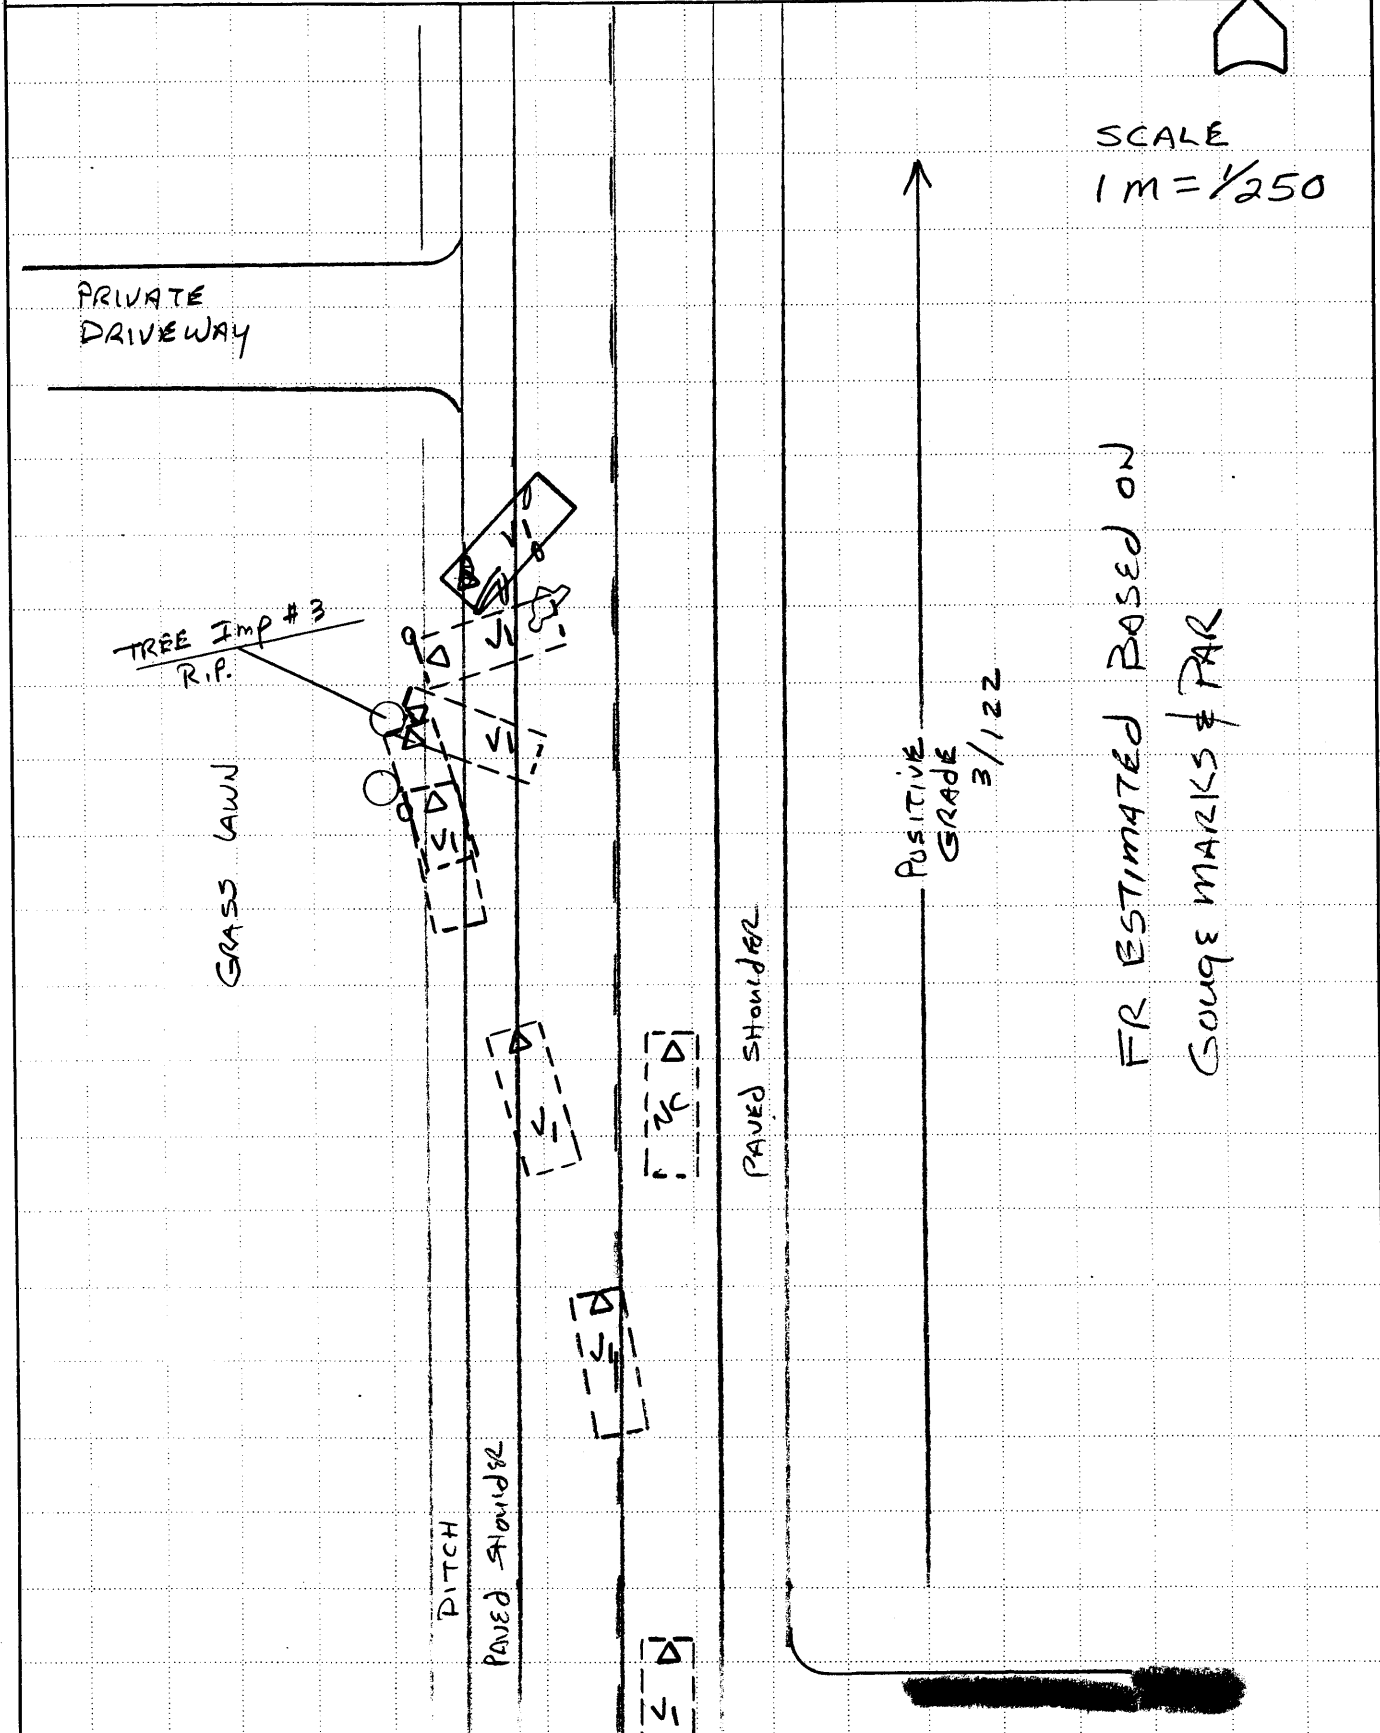 SCALE
1 m = 1/250
PRIVATE
DRIVEWAY
TREE Imp #3
R.P.
V1
V1
V1
V1
GRASS LAWN
POSITIVE
GRADE
3/122
FR ESTIMATED BASED ON
GOUGE MARKS & PAR
V1
PAVED SHOULDER
V1
DITCH
PAVED SHOULDER
V1